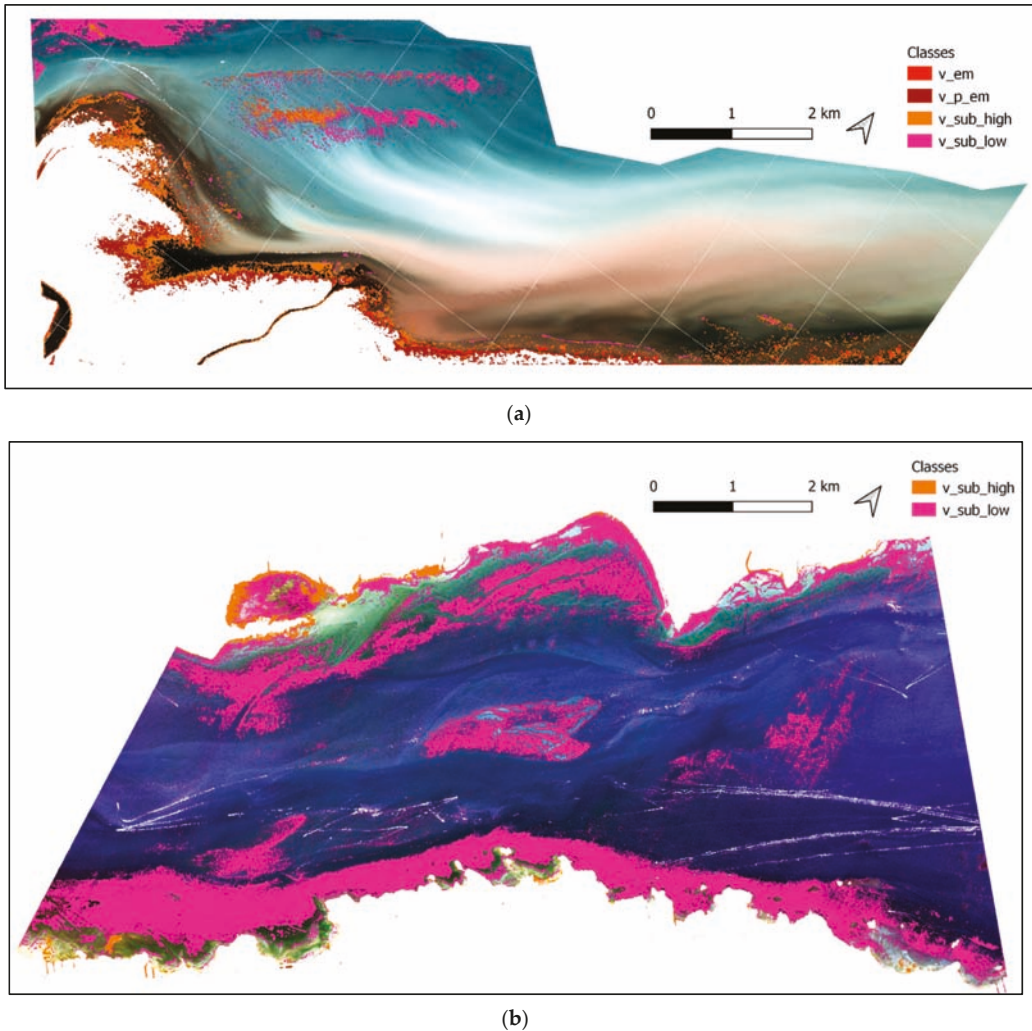 Classes
v_em
v_p_em
v_sub_high
v_sub_low
0 1 2 km
(a)
Classes
v_sub_high
v_sub_low
0 1 2 km
(b)